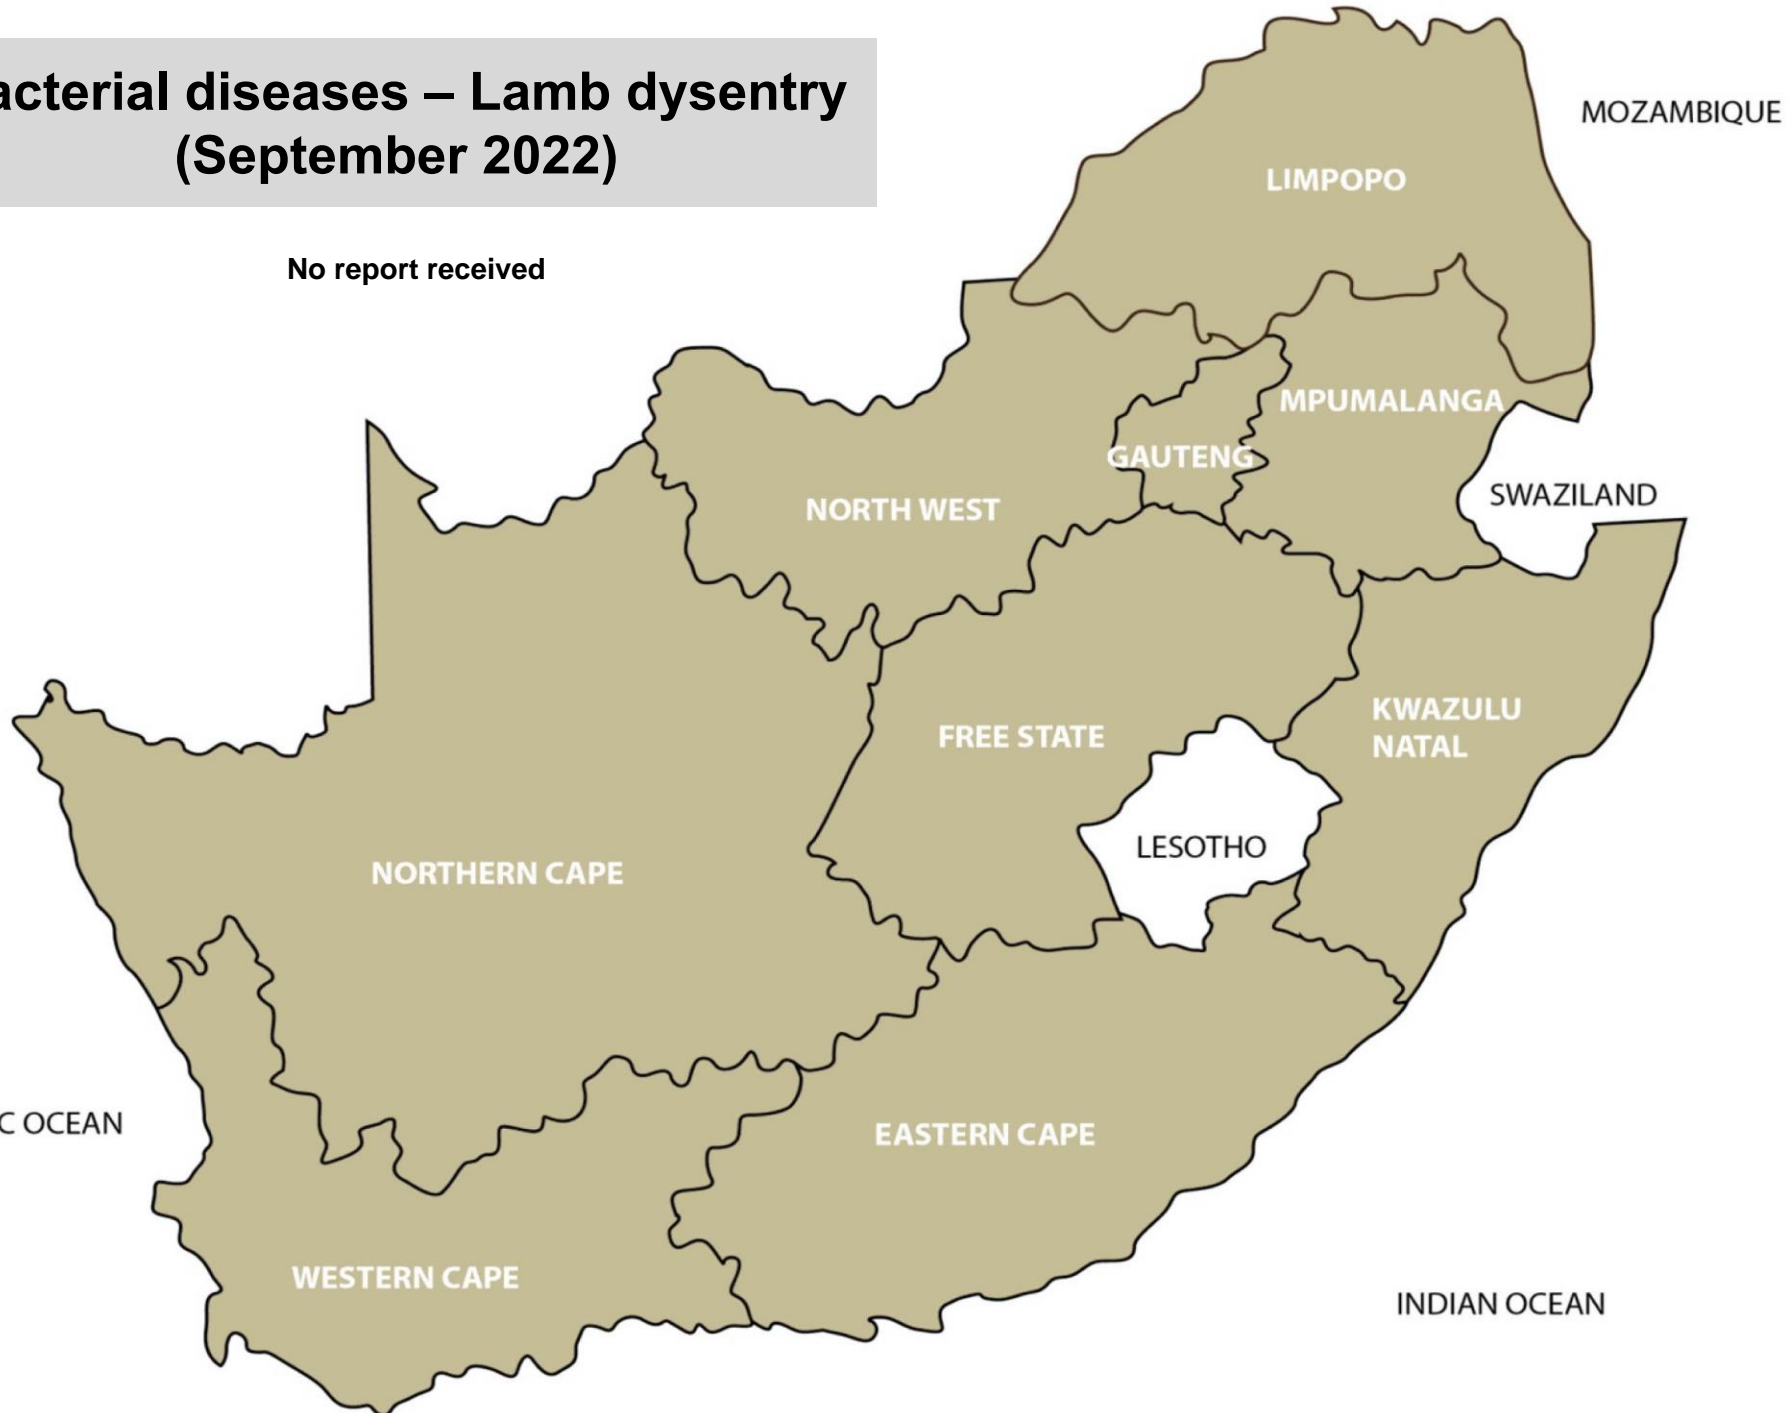 acterial diseases – Lamb dysentry
(September 2022)
No report received
MOZAMBIQUE
LIMPOPO
MPUMALANGA
GAUTENG
SWAZILAND
NORTH WEST
KWAZULU
NATAL
FREE STATE
LESOTHO
NORTHERN CAPE
C OCEAN
EASTERN CAPE
WESTERN CAPE
INDIAN OCEAN